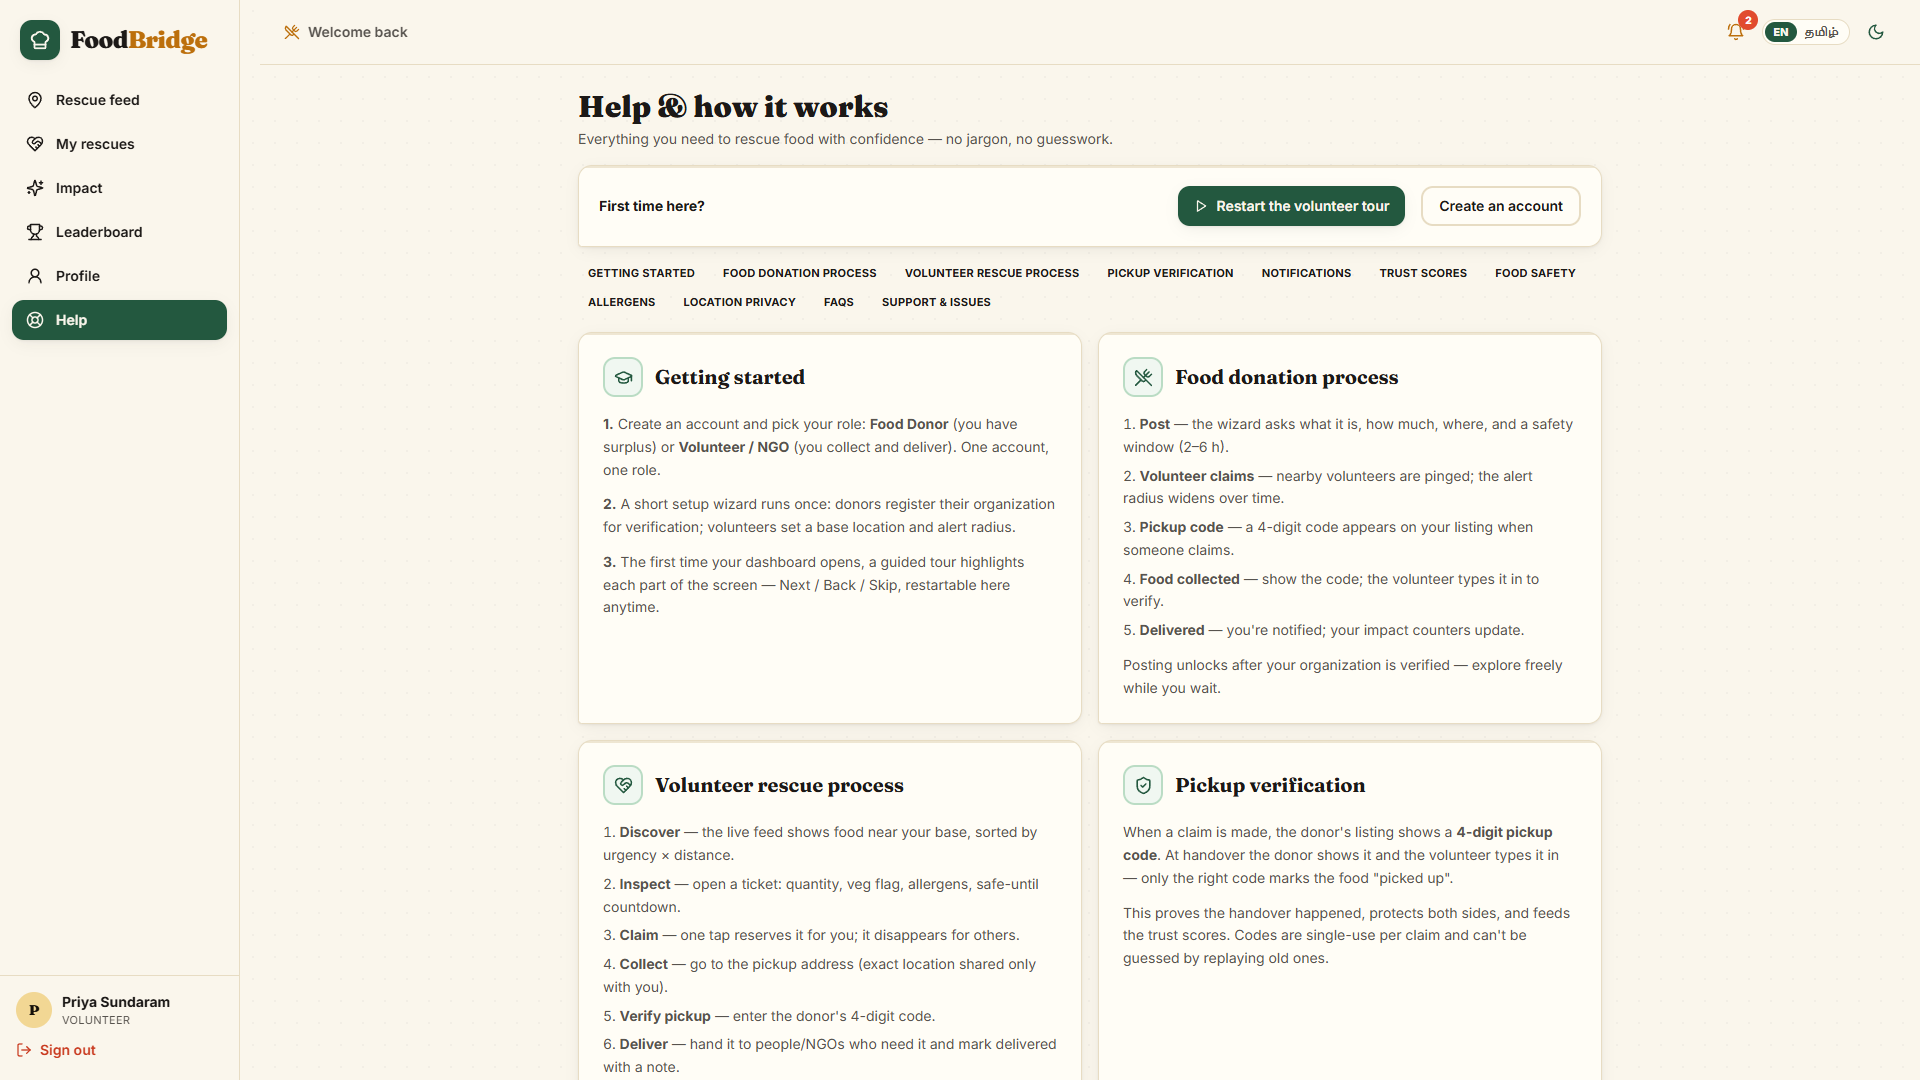 FoodBridge
Rescue feed
My rescues
Impact
Leaderboard
Profile
Help
Priya Sundaram
P
VOLUNTEER
Sign out
Welcome back
2
EN
தமிழ்
Help & how it works
Everything you need to rescue food with confidence — no jargon, no guesswork.
First time here?
Restart the volunteer tour
Create an account
GETTING STARTED
FOOD DONATION PROCESS
VOLUNTEER RESCUE PROCESS
PICKUP VERIFICATION
NOTIFICATIONS
TRUST SCORES
FOOD SAFETY
ALLERGENS
LOCATION PRIVACY
FAQS
SUPPORT & ISSUES
Getting started
1. Create an account and pick your role: Food Donor (you have
surplus) or Volunteer / NGO (you collect and deliver). One account,
one role.
2. A short setup wizard runs once: donors register their organization
for verification; volunteers set a base location and alert radius.
3. The first time your dashboard opens, a guided tour highlights
each part of the screen — Next / Back / Skip, restartable here
anytime.
Food donation process
1. Post — the wizard asks what it is, how much, where, and a safety
window (2–6 h).
2. Volunteer claims — nearby volunteers are pinged; the alert
radius widens over time.
3. Pickup code — a 4-digit code appears on your listing when
someone claims.
4. Food collected — show the code; the volunteer types it in to
verify.
5. Delivered — you're notified; your impact counters update.
Posting unlocks after your organization is verified — explore freely
while you wait.
Volunteer rescue process
1. Discover — the live feed shows food near your base, sorted by
urgency × distance.
2. Inspect — open a ticket: quantity, veg flag, allergens, safe-until
countdown.
3. Claim — one tap reserves it for you; it disappears for others.
4. Collect — go to the pickup address (exact location shared only
with you).
5. Verify pickup — enter the donor's 4-digit code.
6. Deliver — hand it to people/NGOs who need it and mark delivered
with a note.
Pickup verification
When a claim is made, the donor's listing shows a 4-digit pickup
code. At handover the donor shows it and the volunteer types it in
— only the right code marks the food "picked up".
This proves the handover happened, protects both sides, and feeds
the trust scores. Codes are single-use per claim and can't be
guessed by replaying old ones.